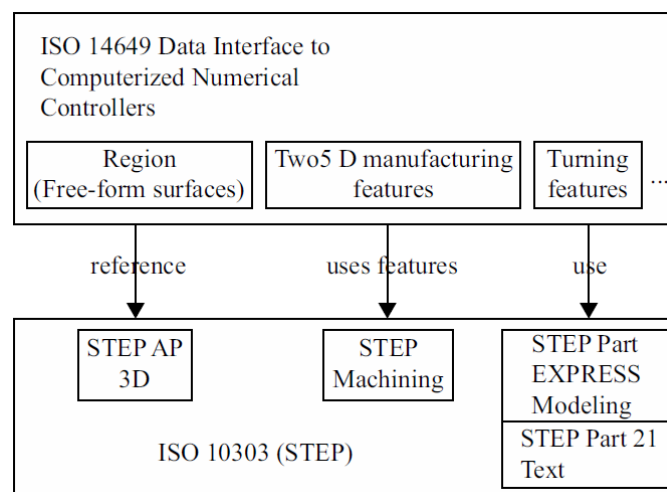 ISO 14649 Data Interface to
Computerized Numerical
Controllers
Region
(Free-form surfaces)
Two5 D manufacturing
features
Turning
features
...
reference
uses features
use
STEP AP
3D
STEP
Machining
STEP Part
EXPRESS
Modeling
STEP Part 21
Text
ISO 10303 (STEP)